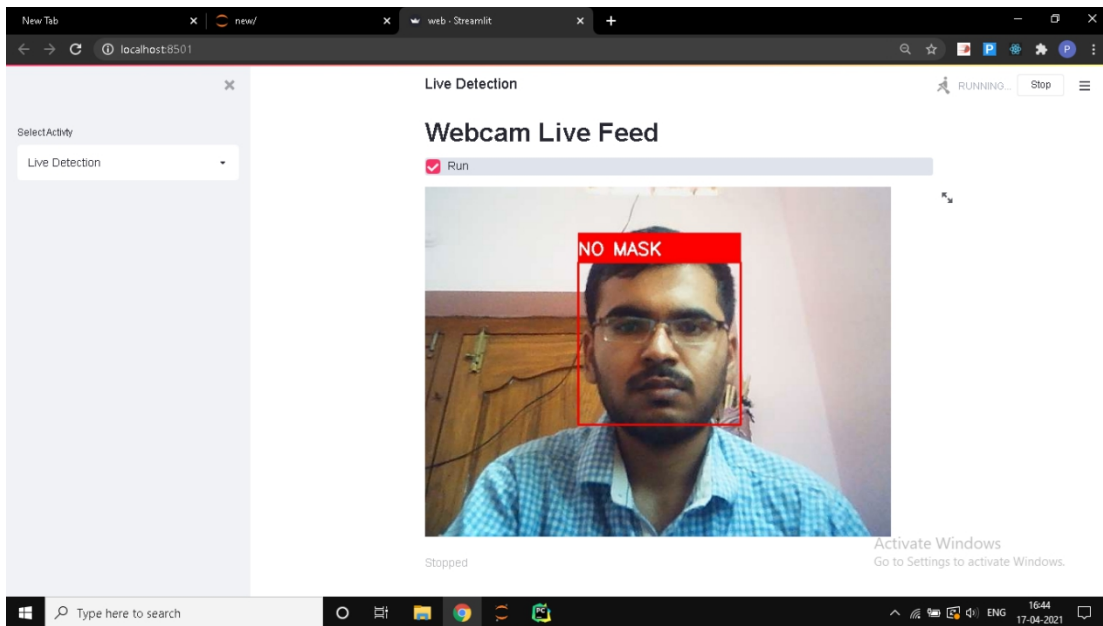 New Tab
new/
web · Streamlit
localhost:8501
P
P
Live Detection
RUNNING...
Stop
SelectActivty
Live Detection
Webcam Live Feed
Run
NO MASK
Stopped
Activate Windows
Go to Settings to activate Windows.
Type here to search
PC
ENG
16:44
17-04-2021